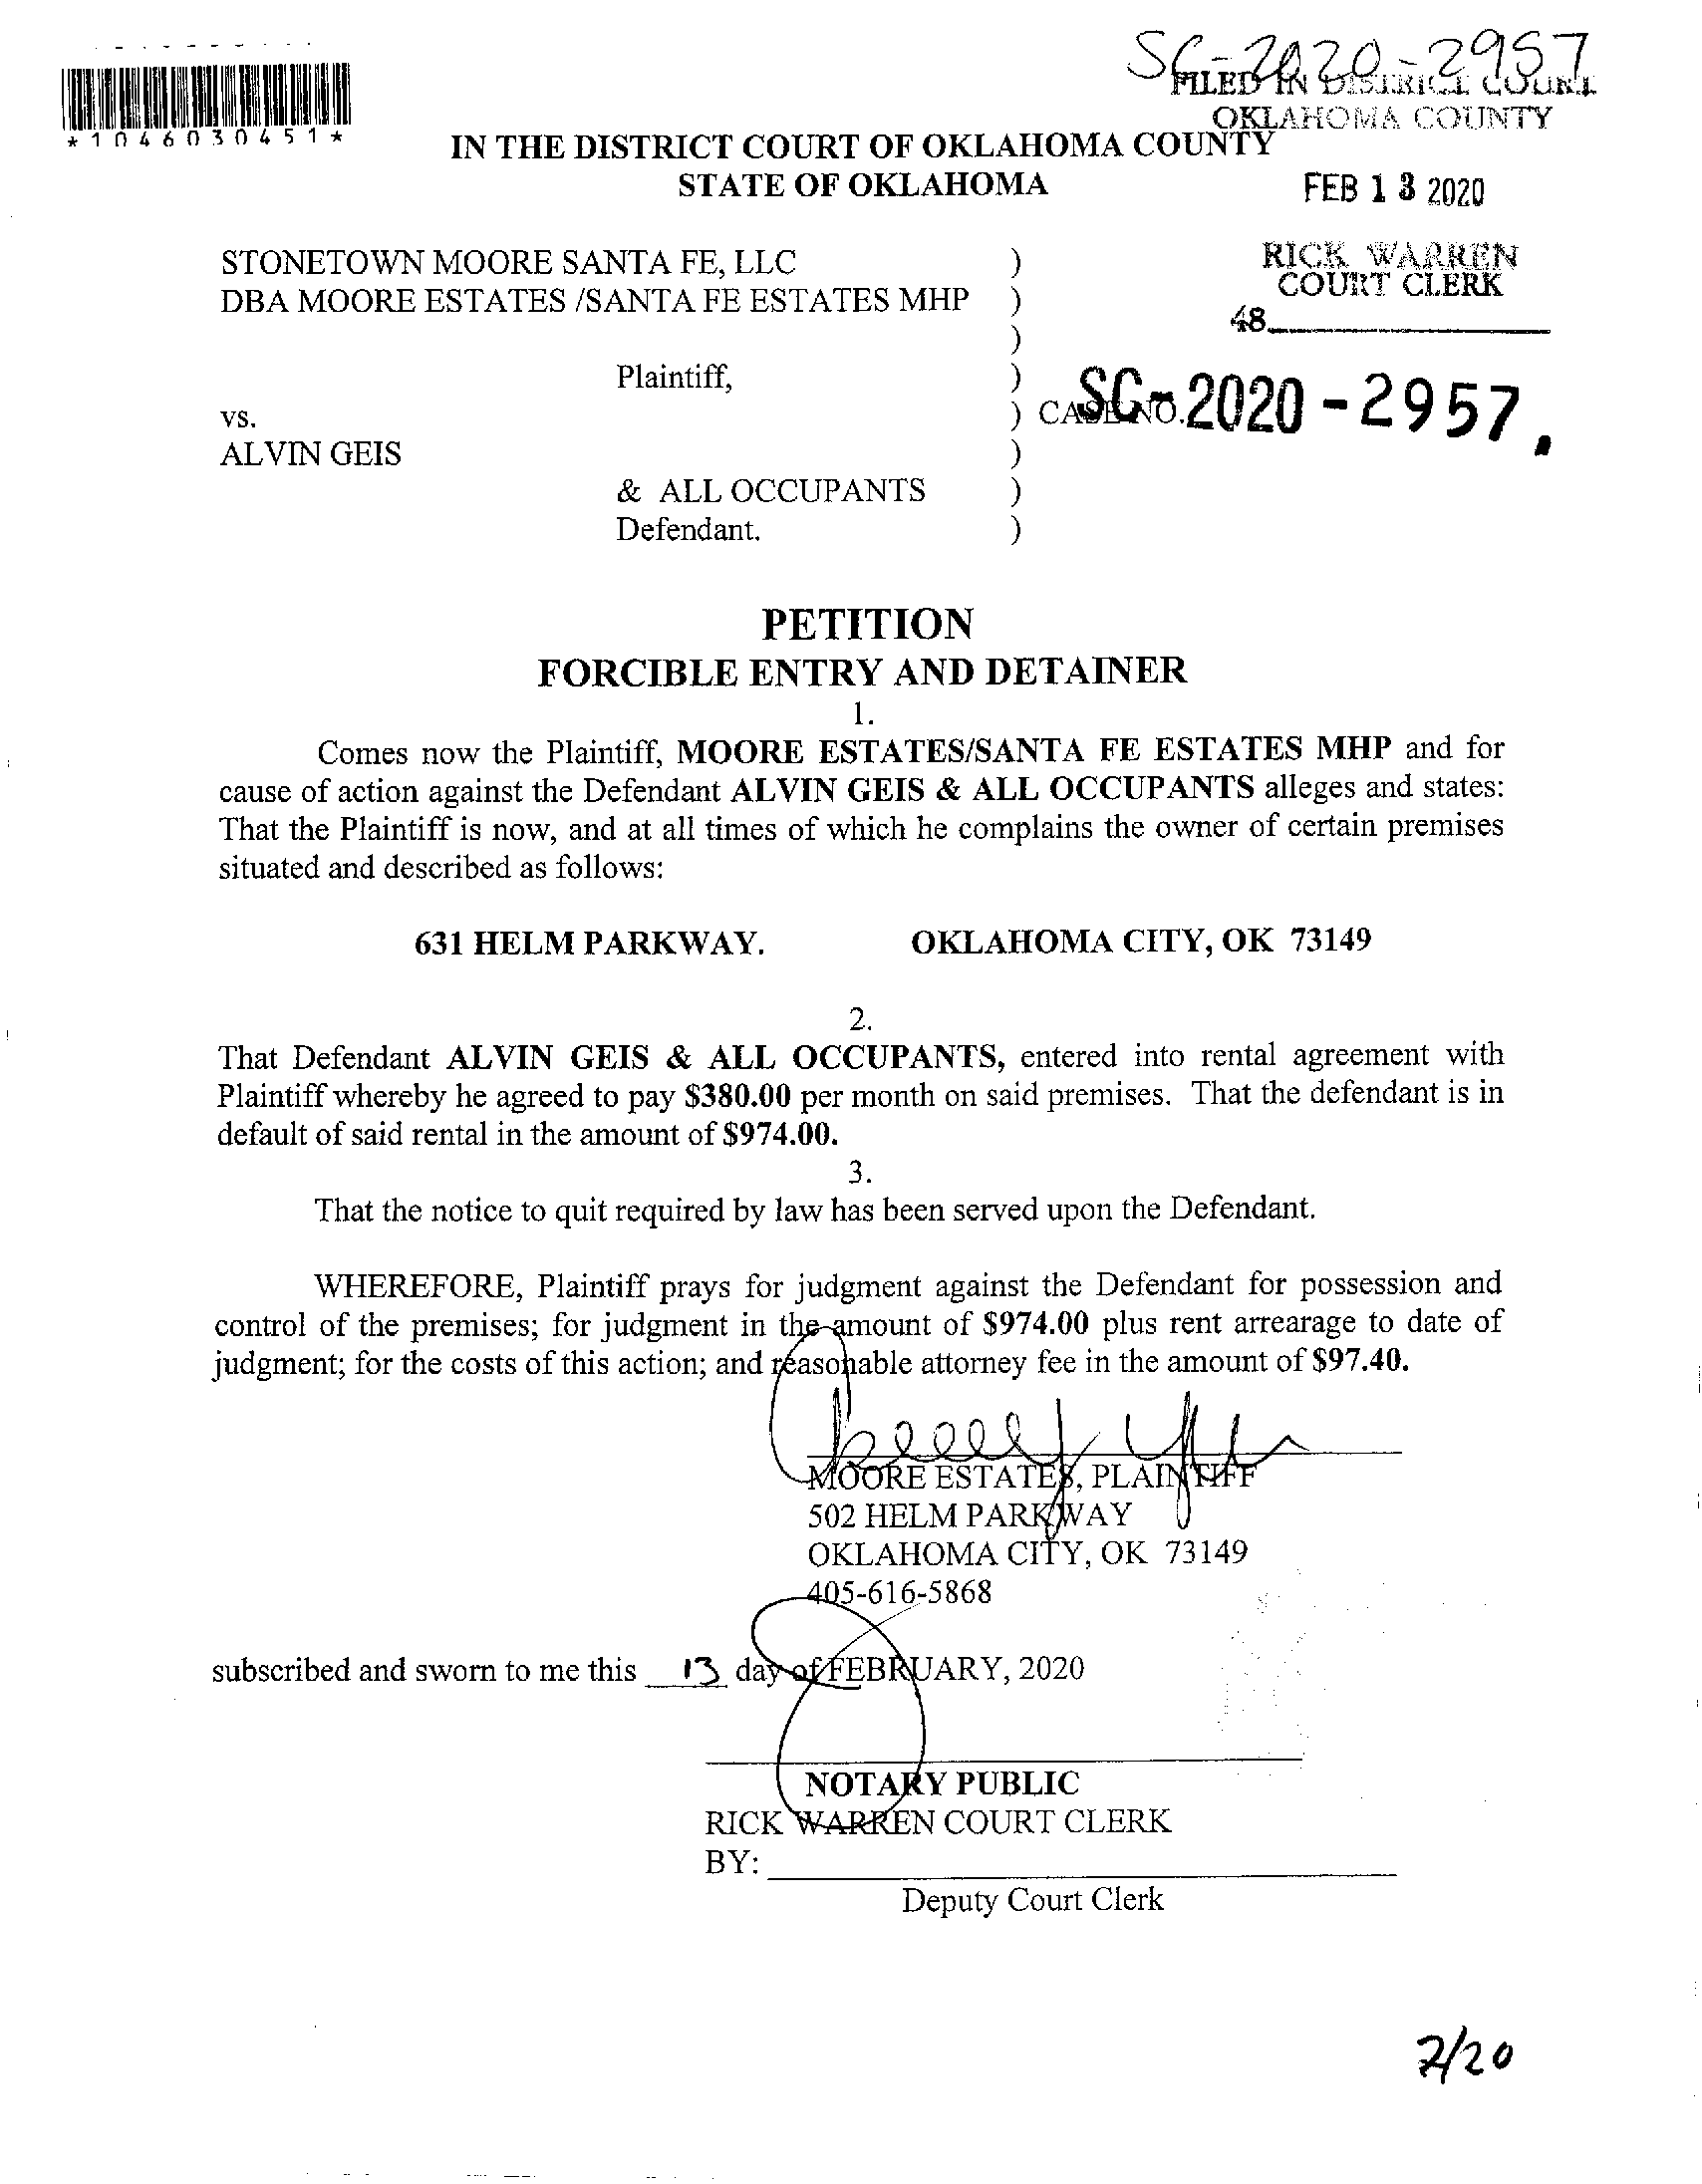 SC-2020-2957
FILED IN DISTRICT COURT
OKLAHOMA COUNTY
*1046030451*
IN THE DISTRICT COURT OF OKLAHOMA COUNTY
STATE OF OKLAHOMA
FEB 13 2020
STONETOWN MOORE SANTA FE, LLC )
RICK WARREN
COURT CLERK
DBA MOORE ESTATES /SANTA FE ESTATES MHP )
48
)
Plaintiff, )
vs. ) CASE NO. SC-2020-2957.
ALVIN GEIS )
& ALL OCCUPANTS )
Defendant. )
PETITION
FORCIBLE ENTRY AND DETAINER
1.
Comes now the Plaintiff, MOORE ESTATES/SANTA FE ESTATES MHP and for
cause of action against the Defendant ALVIN GEIS & ALL OCCUPANTS alleges and states:
That the Plaintiff is now, and at all times of which he complains the owner of certain premises
situated and described as follows:
631 HELM PARKWAY. OKLAHOMA CITY, OK 73149
2.
That Defendant ALVIN GEIS & ALL OCCUPANTS, entered into rental agreement with
Plaintiff whereby he agreed to pay $380.00 per month on said premises. That the defendant is in
default of said rental in the amount of $974.00.
3.
That the notice to quit required by law has been served upon the Defendant.
WHEREFORE, Plaintiff prays for judgment against the Defendant for possession and
control of the premises; for judgment in the amount of $974.00 plus rent arrearage to date of
judgment; for the costs of this action; and reasonable attorney fee in the amount of $97.40.
MOORE ESTATES, PLAINTIFF
502 HELM PARKWAY
OKLAHOMA CITY, OK 73149
405-616-5868
subscribed and sworn to me this 13 day of FEBRUARY, 2020
NOTARY PUBLIC
RICK WARREN COURT CLERK
BY:
Deputy Court Clerk
2/20